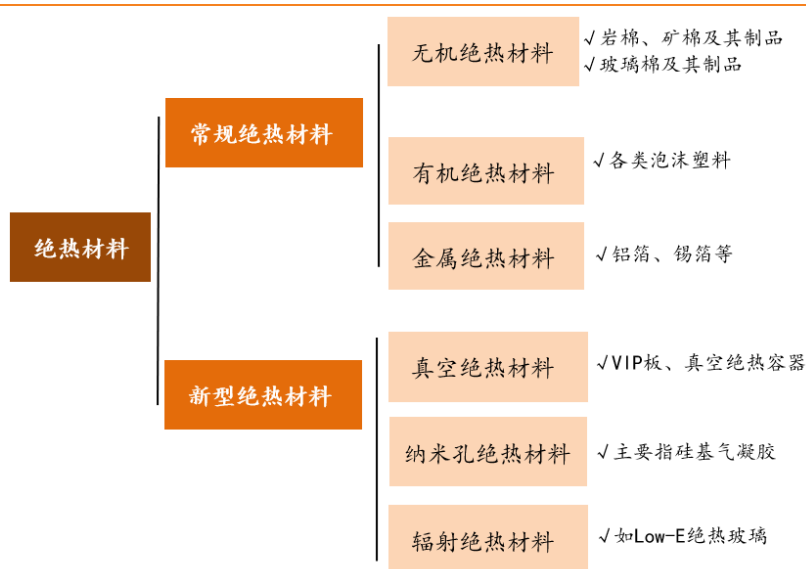 绝热材料
常规绝热材料
无机绝热材料
√岩棉、矿棉及其制品
√玻璃棉及其制品
有机绝热材料
√各类泡沫塑料
金属绝热材料
√铝箔、锡箔等
新型绝热材料
真空绝热材料
√VIP板、真空绝热容器
纳米孔绝热材料
√主要指硅基气凝胶
辐射绝热材料
√如Low-E绝热玻璃